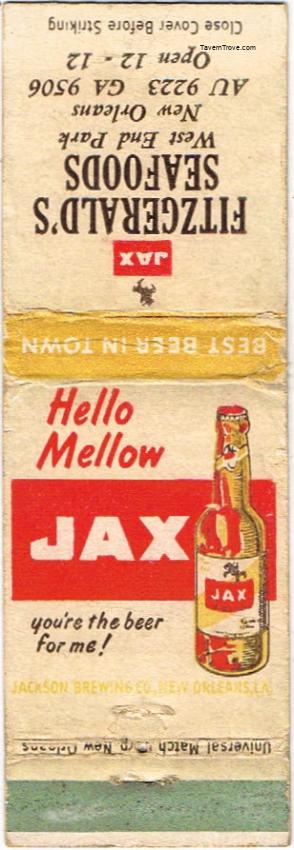 TavernTrove.com
Close Cover Before Striking
Open 12 - 12
AU 9223 GA 9506
New Orleans
West End Park
SEAFOODS
FITZGERALD'S
JAX
BEST BEER IN TOWN
Hello
Mellow
JAX
JAX
you're the beer
for me!
JACKSON BREWING CO., NEW ORLEANS, LA.
Universal Match Corp New Orleans